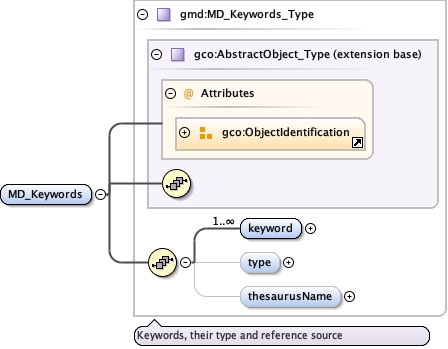 gmd:MD_Keywords_Type
gco:AbstractObject_Type (extension base)
@ Attributes
gco:ObjectIdentification
MD_Keywords
1..∞
keyword
type
thesaurusName
Keywords, their type and reference source